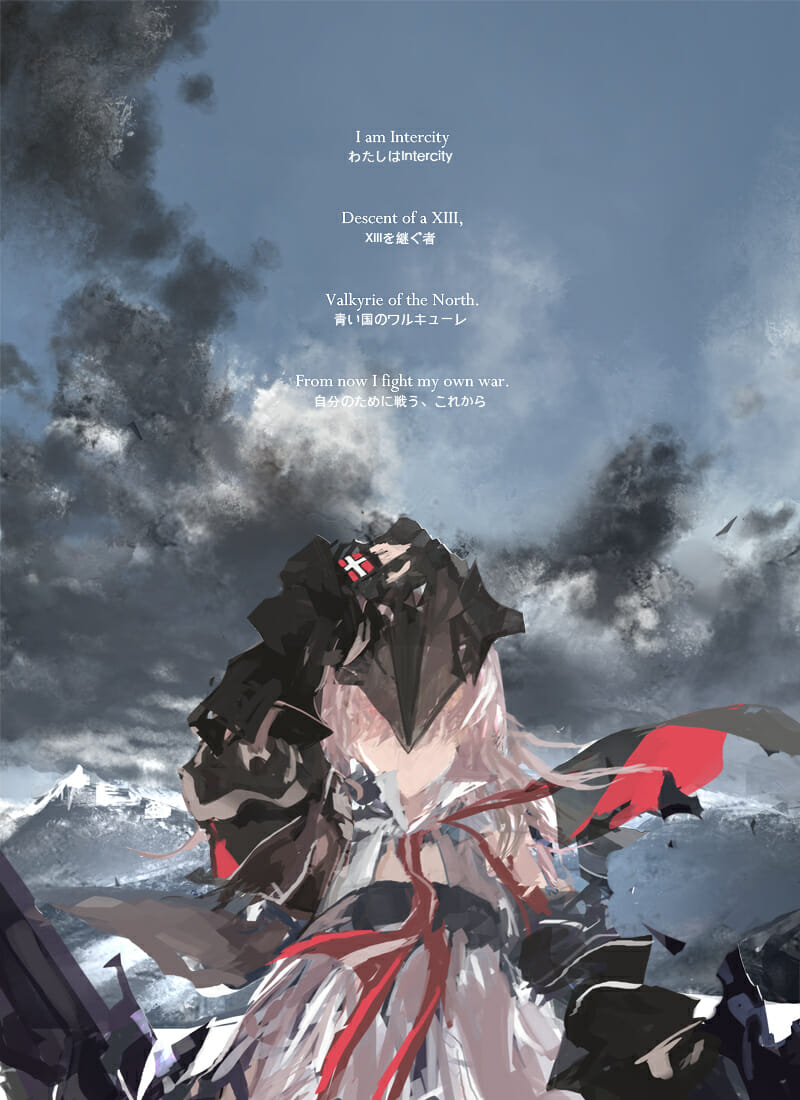 I am Intercity
わたしはIntercity
Descent of a XIII,
XIIIを継ぐ者
Valkyrie of the North.
青い国のワルキューレ
From now I fight my own war.
自分のために戦う、これから